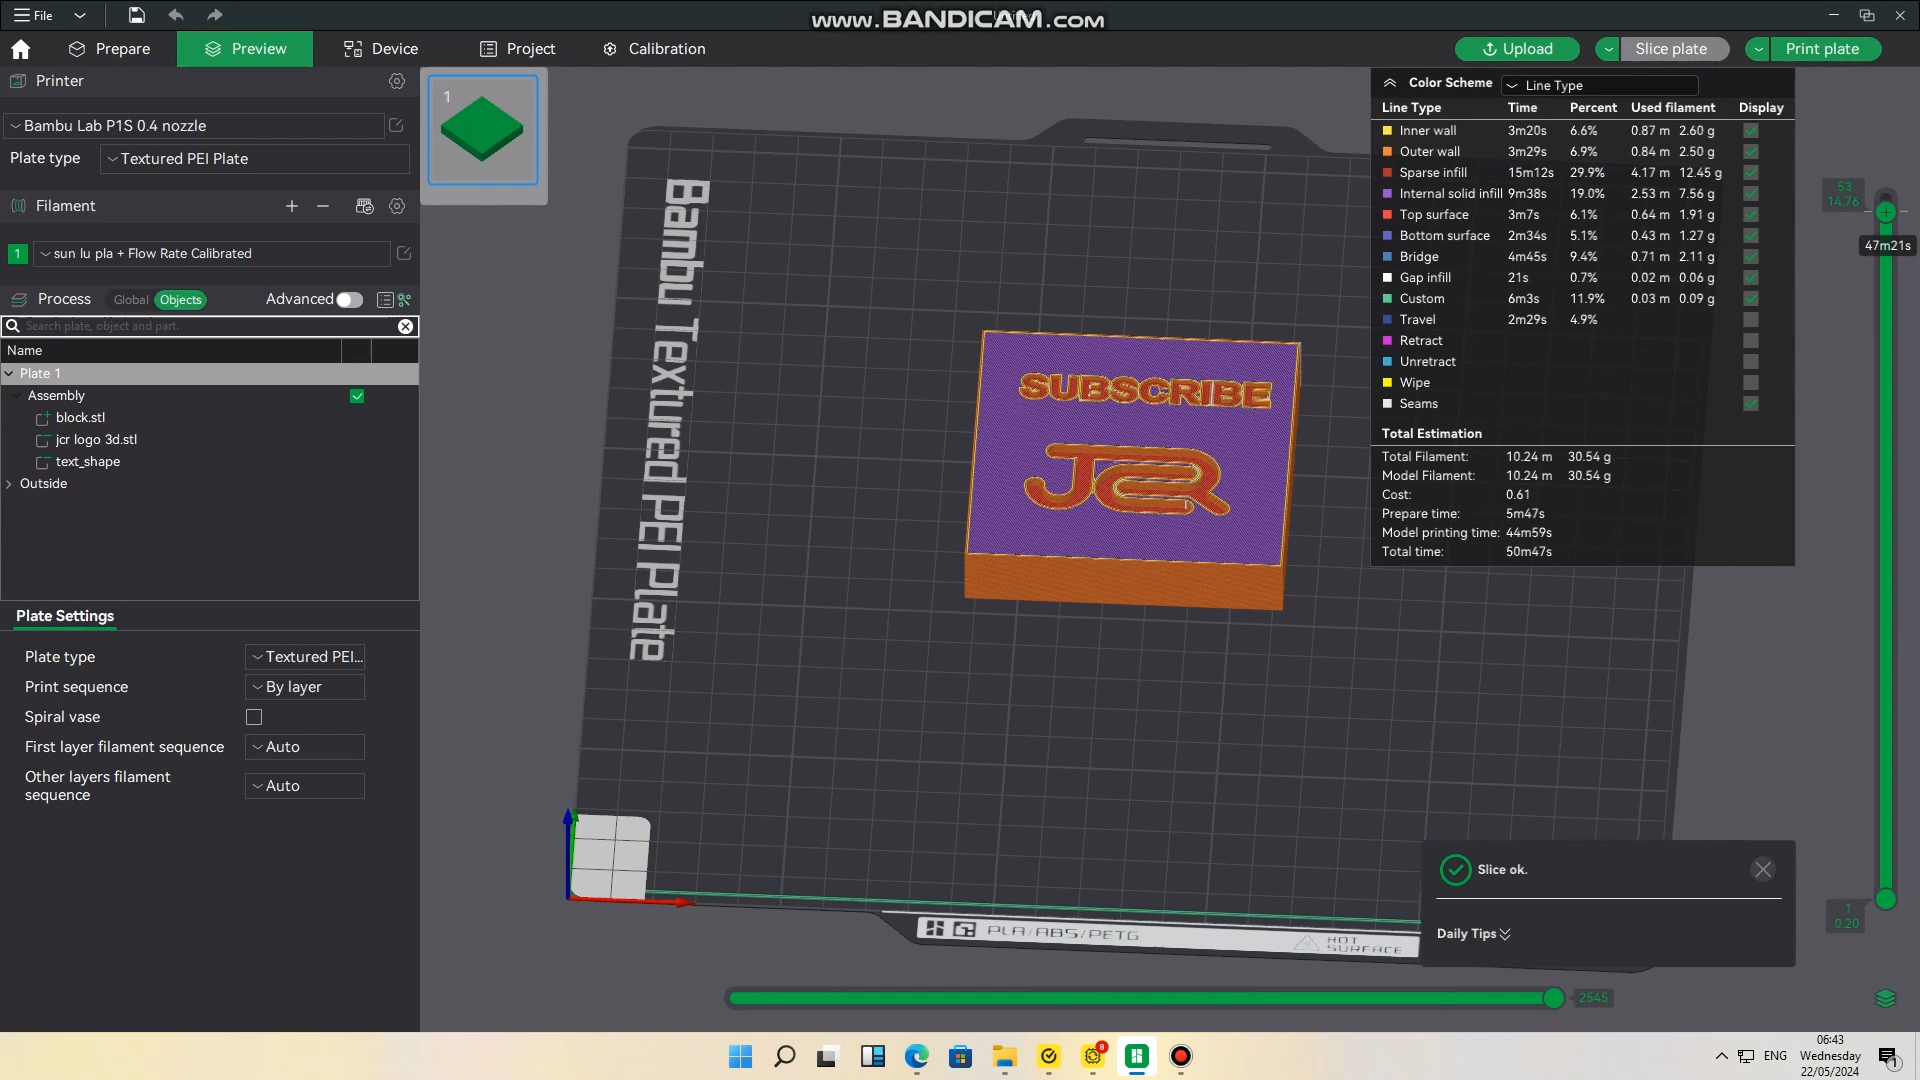 File
www.BANDICAM.com
Prepare
Preview
Device
Project
Calibration
Upload
Slice plate
Print plate
Printer
Bambu Lab P1S 0.4 nozzle
Plate type
Textured PEI Plate
Filament
1
sun lu pla + Flow Rate Calibrated
Process
Global
Objects
Advanced
Search plate, object and part.
Name
Plate 1
Assembly
block.stl
jcr logo 3d.stl
text_shape
Outside
Plate Settings
Plate type
Textured PEI...
Print sequence
By layer
Spiral vase
First layer filament sequence
Auto
Other layers filament
sequence
Auto
1
Bambu Textured PEI Plate
SUBSCRIBE
JCR
PLA/ABS/PETG
HOT
SURFACE
Color Scheme
Line Type
Line Type Time Percent Used filament Display
Inner wall 3m20s 6.6% 0.87 m 2.60 g
Outer wall 3m29s 6.9% 0.84 m 2.50 g
Sparse infill 15m12s 29.9% 4.17 m 12.45 g
Internal solid infill 9m38s 19.0% 2.53 m 7.56 g
Top surface 3m7s 6.1% 0.64 m 1.91 g
Bottom surface 2m34s 5.1% 0.43 m 1.27 g
Bridge 4m45s 9.4% 0.71 m 2.11 g
Gap infill 21s 0.7% 0.02 m 0.06 g
Custom 6m3s 11.9% 0.03 m 0.09 g
Travel 2m29s 4.9%
Retract
Unretract
Wipe
Seams
Total Estimation
Total Filament: 10.24 m 30.54 g
Model Filament: 10.24 m 30.54 g
Cost: 0.61
Prepare time: 5m47s
Model printing time: 44m59s
Total time: 50m47s
53
14.76
47m21s
1
0.20
Slice ok.
Daily Tips
2545
8
ENG
06:43
Wednesday
22/05/2024
1